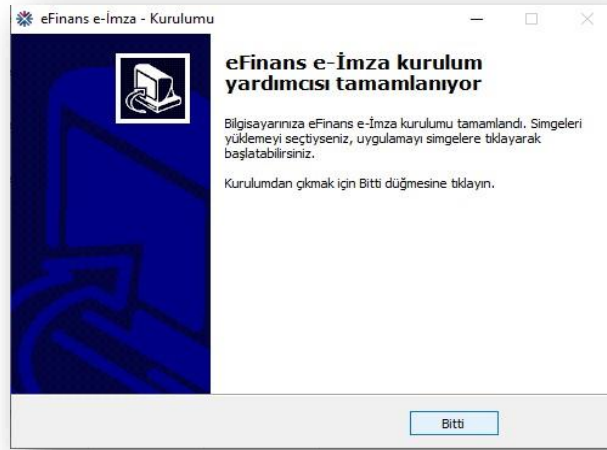 eFinans e-İmza - Kurulumu
eFinans e-İmza kurulum
yardımcısı tamamlanıyor
Bilgisayarınıza eFinans e-İmza kurulumu tamamlandı. Simgeleri
yüklemeyi seçtiyseniz, uygulamayı simgelere tıklayarak
başlatabilirsiniz.
Kurulumdan çıkmak için Bitti düğmesine tıklayın.
Bitti